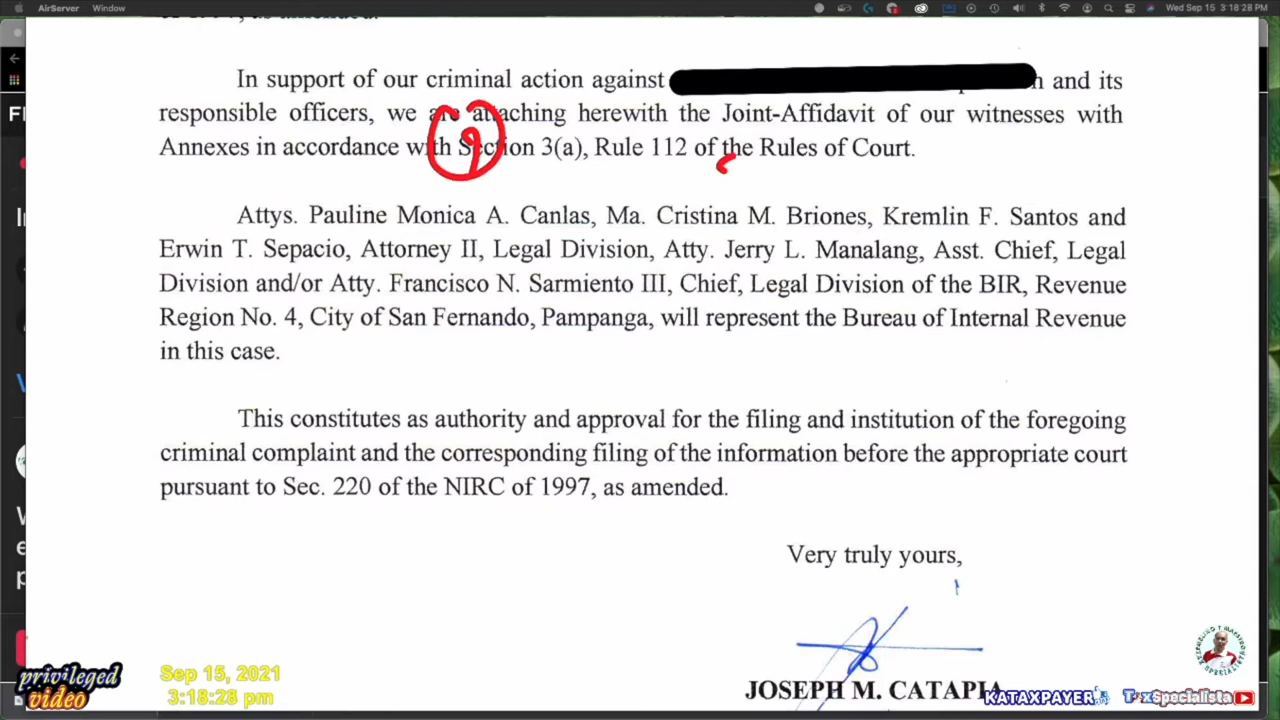 AirServer Window Wed Sep 15 3:18:28 PM
of 1997, as amended.
In support of our criminal action against and its
responsible officers, we are attaching herewith the Joint-Affidavit of our witnesses with
Annexes in accordance with Section 3(a), Rule 112 of the Rules of Court.
Attys. Pauline Monica A. Canlas, Ma. Cristina M. Briones, Kremlin F. Santos and
Erwin T. Sepacio, Attorney II, Legal Division, Atty. Jerry L. Manalang, Asst. Chief, Legal
Division and/or Atty. Francisco N. Sarmiento III, Chief, Legal Division of the BIR, Revenue
Region No. 4, City of San Fernando, Pampanga, will represent the Bureau of Internal Revenue
in this case.
This constitutes as authority and approval for the filing and institution of the foregoing
criminal complaint and the corresponding filing of the information before the appropriate court
pursuant to Sec. 220 of the NIRC of 1997, as amended.
Very truly yours,
JOSEPH M. CATAPIA
privileged
video
Sep 15, 2021
3:18:28 pm
KATAXPAYER
TaxSpecialista